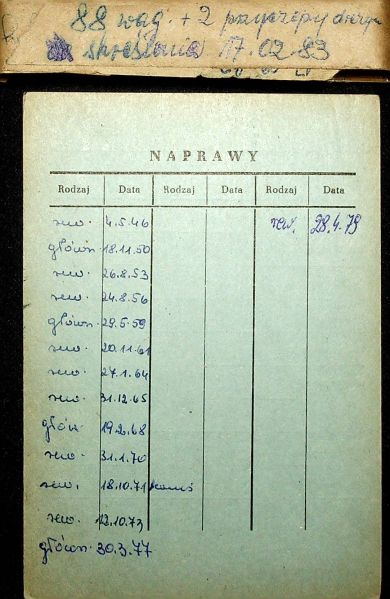 88 wag. + 2 przyczepy
skreślenia 17.02.83
NAPRAWY
Rodzaj Data Rodzaj Data Rodzaj Data
rew. 4.5.46 rew. 28.4.79
główn. 18.11.50
rew. 26.8.53
rew. 24.8.56
główn. 29.5.59
rew. 20.11.61
rew. 27.1.64
rew. 31.12.65
główn. 19.2.68
rew. 31.1.70
rew. 18.10.71
rew. 12.10.73
główn. 30.3.77